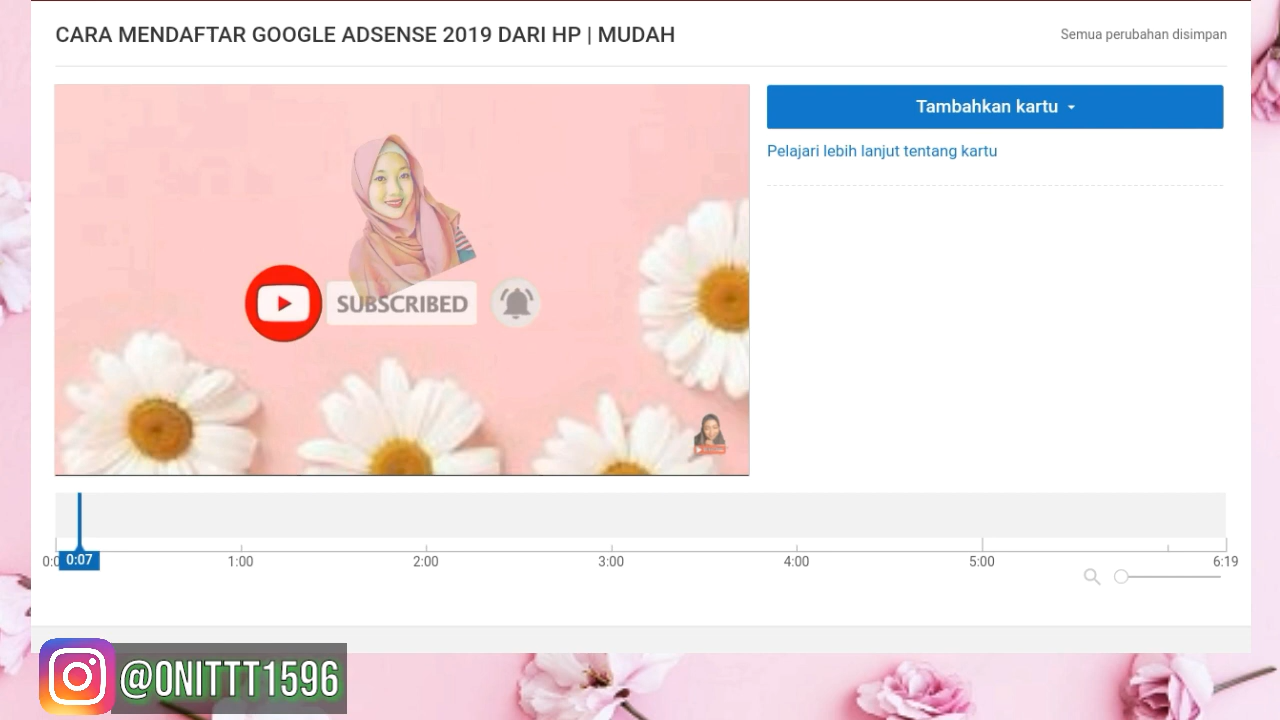 CARA MENDAFTAR GOOGLE ADSENSE 2019 DARI HP | MUDAH
Semua perubahan disimpan
Tambahkan kartu
Pelajari lebih lanjut tentang kartu
SUBSCRIBED
0:07
1:00
2:00
3:00
4:00
5:00
6:19
@ONITTT1596